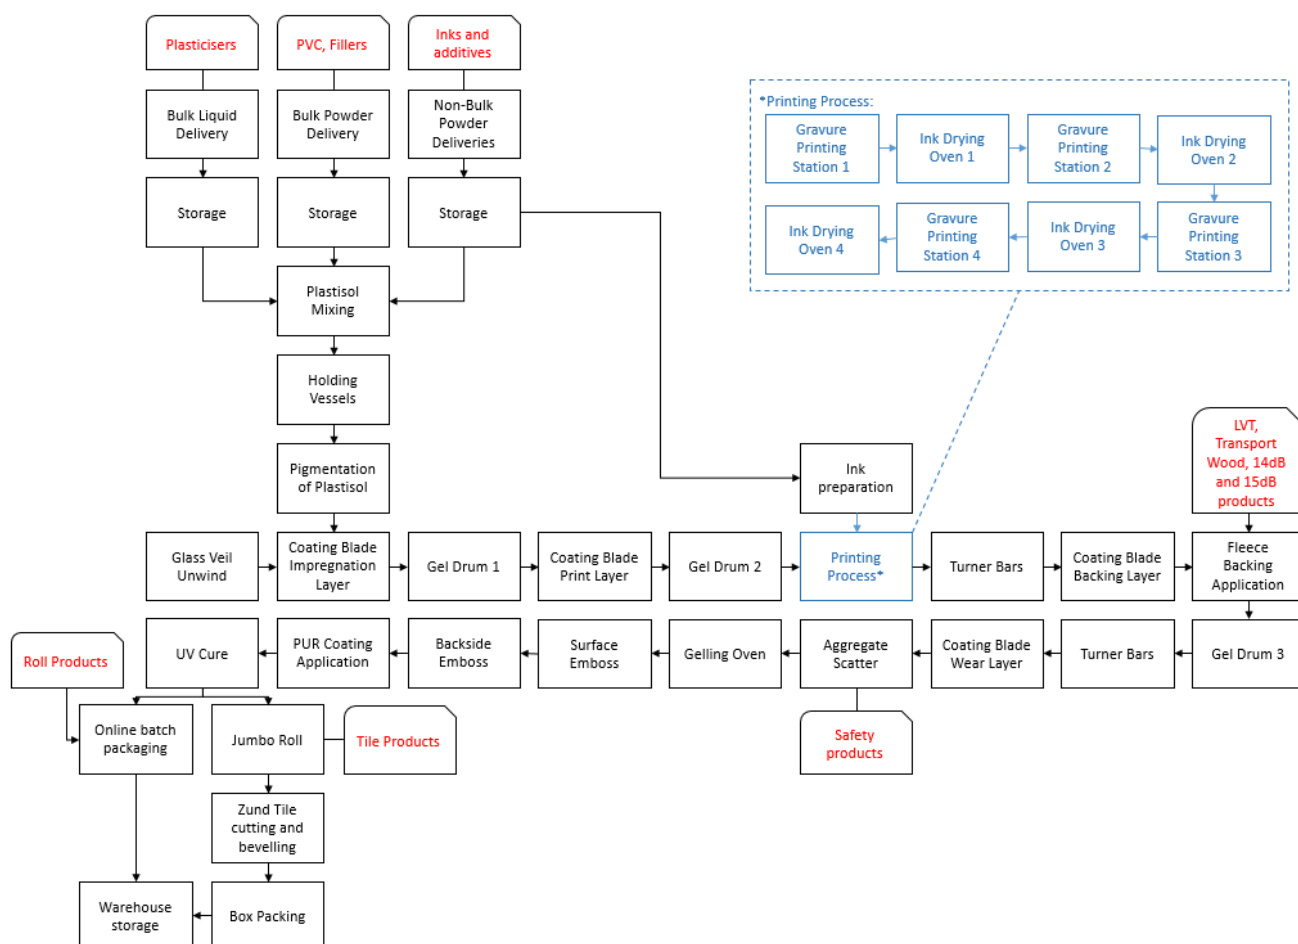 Plasticisers
PVC, Fillers
Inks and
additives
Bulk Liquid
Delivery
Bulk Powder
Delivery
Non-Bulk
Powder
Deliveries
*Printing Process:
Gravure
Printing
Station 1
Ink Drying
Oven 1
Gravure
Printing
Station 2
Ink Drying
Oven 2
Storage
Storage
Storage
Ink Drying
Oven 4
Gravure
Printing
Station 4
Ink Drying
Oven 3
Gravure
Printing
Station 3
Plastisol
Mixing
Holding
Vessels
Pigmentation
of Plastisol
Ink
preparation
LVT,
Transport
Wood, 14dB
and 15dB
products
Glass Veil
Unwind
Coating Blade
Impregnation
Layer
Gel Drum 1
Coating Blade
Print Layer
Gel Drum 2
Printing
Process*
Turner Bars
Coating Blade
Backing Layer
Fleece
Backing
Application
Roll Products
UV Cure
PUR Coating
Application
Backside
Emboss
Surface
Emboss
Gelling Oven
Aggregate
Scatter
Coating Blade
Wear Layer
Turner Bars
Gel Drum 3
Online batch
packaging
Jumbo Roll
Tile Products
Safety
products
Zund Tile
cutting and
bevelling
Warehouse
storage
Box Packing